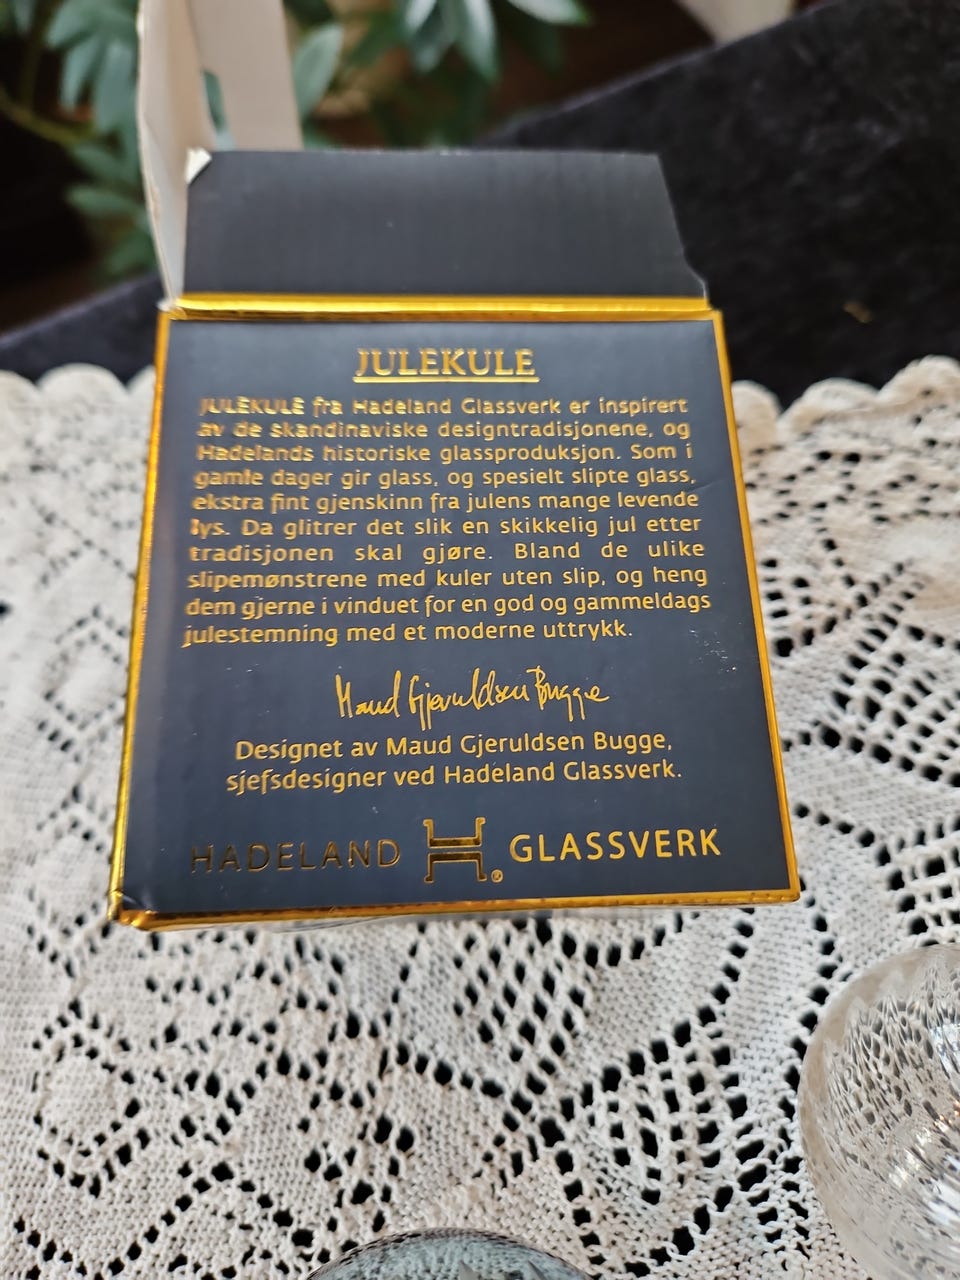 JULEKULE
JULEKULE fra Hadeland Glassverk er inspirert
av de skandinaviske designtradisjonene, og
Hadelands historiske glassproduksjon. Som i
gamle dager gir glass, og spesielt slipte glass,
ekstra fint gjenskinn fra julens mange levende
lys. Da glitrer det slik en skikkelig jul etter
tradisjonen skal gjøre. Bland de ulike
slipemønstrene med kuler uten slip, og heng
dem gjerne i vinduet for en god og gammeldags
julestemning med et moderne uttrykk.
Maud Gjeruldsen Bugge
Designet av Maud Gjeruldsen Bugge,
sjefsdesigner ved Hadeland Glassverk.
HADELAND H® GLASSVERK